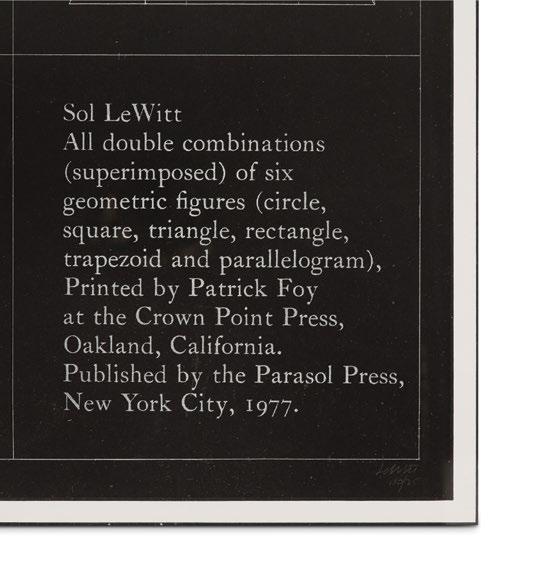 Sol LeWitt
All double combinations
(superimposed) of six
geometric figures (circle,
square, triangle, rectangle,
trapezoid and parallelogram),
Printed by Patrick Foy
at the Crown Point Press,
Oakland, California.
Published by the Parasol Press,
New York City, 1977.
LeWitt